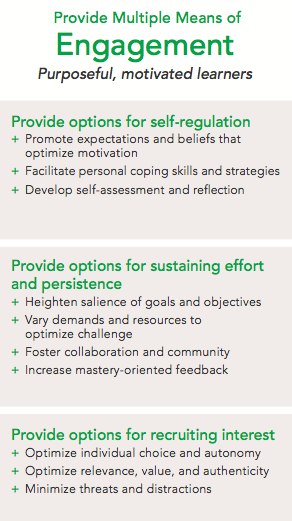 Provide Multiple Means of
Engagement
Purposeful, motivated learners
Provide options for self-regulation
+ Promote expectations and beliefs that
optimize motivation
+ Facilitate personal coping skills and strategies
+ Develop self-assessment and reflection
Provide options for sustaining effort
and persistence
+ Heighten salience of goals and objectives
+ Vary demands and resources to
optimize challenge
+ Foster collaboration and community
+ Increase mastery-oriented feedback
Provide options for recruiting interest
+ Optimize individual choice and autonomy
+ Optimize relevance, value, and authenticity
+ Minimize threats and distractions